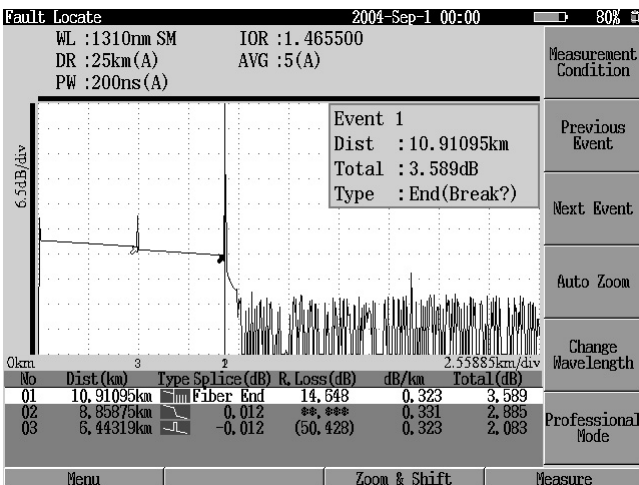 Fault Locate 2004-Sep-1 00:00 80%
WL :1310nm SM IOR :1.465500
DR :25km(A) AVG :5(A)
PW :200ns(A)
Measurement Condition
Previous Event
Next Event
Auto Zoom
Change Wavelength
Professional Mode
6.5dB/div
Event 1
Dist :10.91095km
Total :3.589dB
Type :End(Break?)
0km 3 2 2.55885km/div
No Dist(km) Type Splice(dB) R.Loss(dB) dB/km Total(dB)
01 10.91095km Fiber End 14.648 0.323 3.589
02 8.85875km 0.012 **.*** 0.331 2.885
03 6.44319km -0.012 (50.428) 0.323 2.083
Menu Zoom & Shift Measure